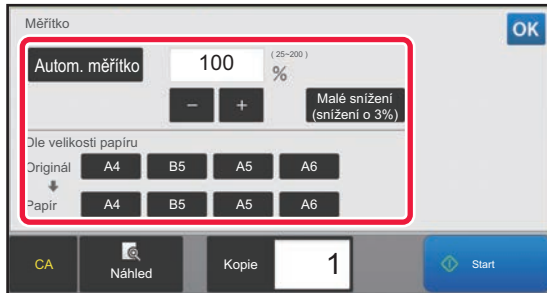 Měřítko
OK
Autom. měřítko
100
(25~200)
%
−
+
Malé snížení
(snížení o 3%)
Dle velikosti papíru
Originál A4 B5 A5 A6
Papír A4 B5 A5 A6
CA
Náhled
Kopie
1
Start